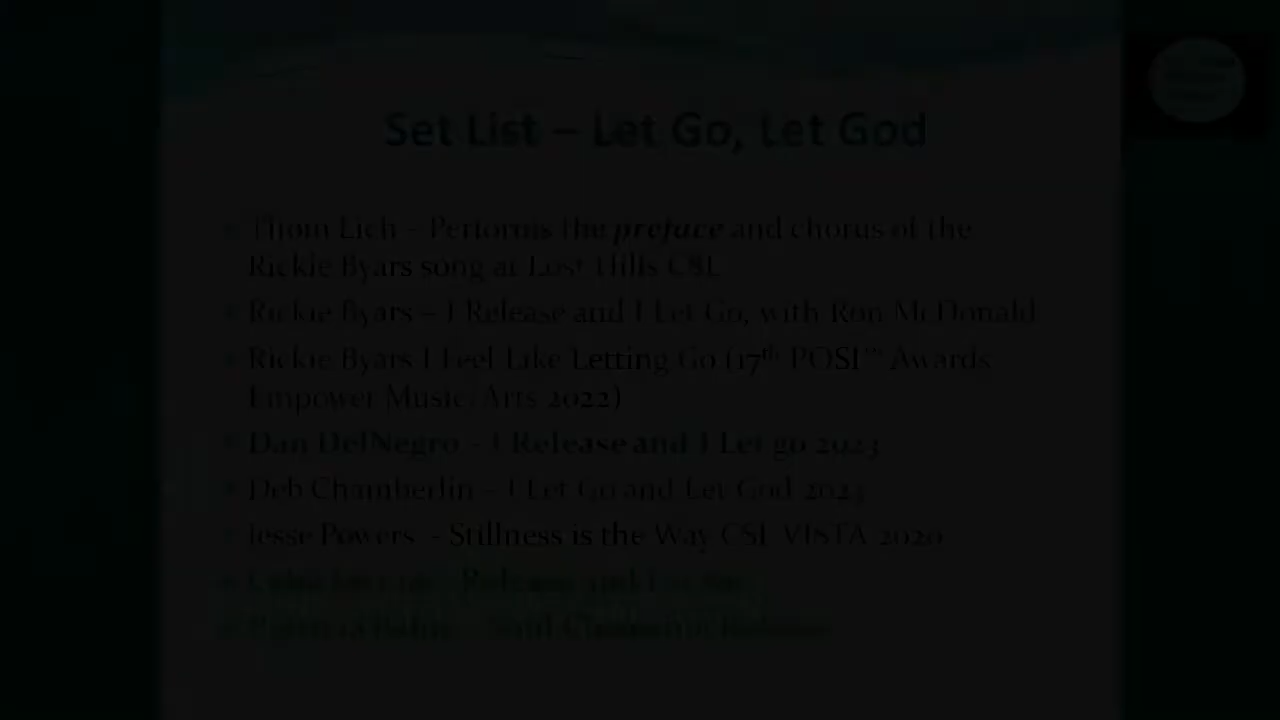 Set List – Let Go, Let God
Thom Lich – Performs the preface and chorus of the
Rickie Byars song at Lost Hills CSL
Rickie Byars – I Release and I Let Go, with Ron McDonald
Rickie Byars I Feel Like Letting Go (17th POSI™ Awards
Empower Music Arts 2022)
Dan DelNegro – I Release and I Let go 2023
Deb Chamberlin – I Let Go and Let God 2023
Jesse Powers - Stillness is the Way CSL VISTA 2020
Release and